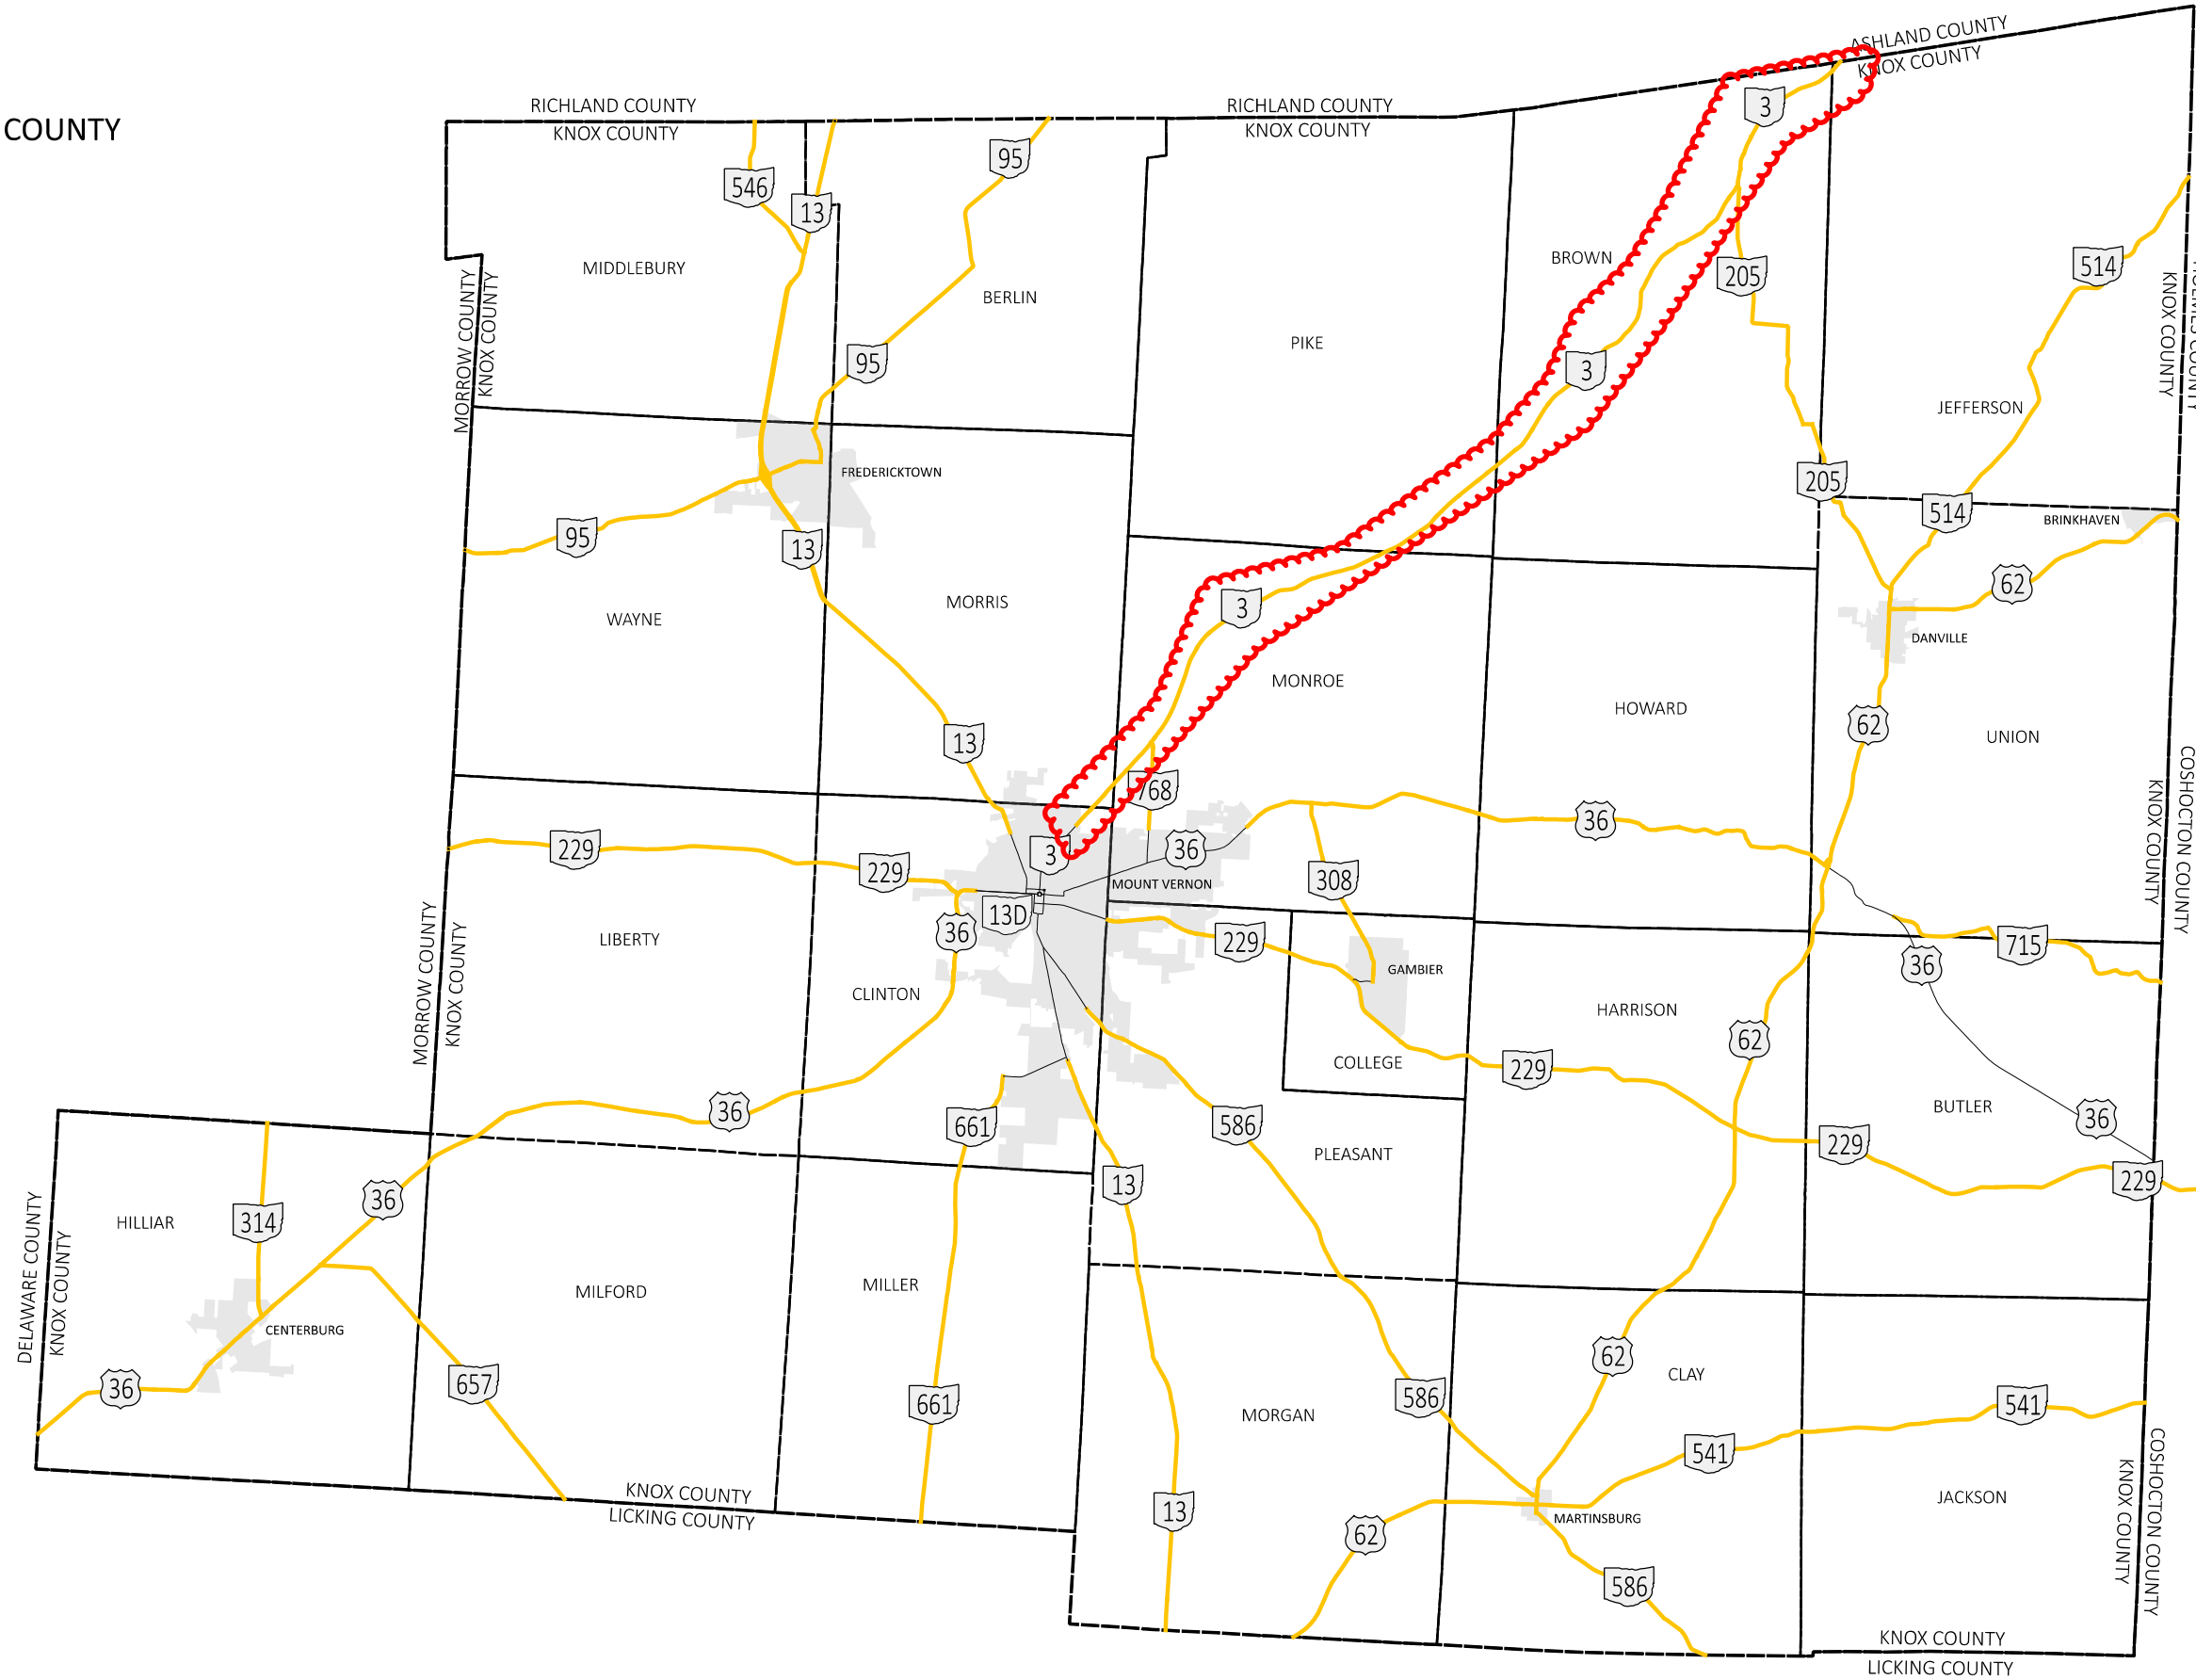 COUNTY
ASHLAND COUNTY
KNOX COUNTY
RICHLAND COUNTY
KNOX COUNTY
RICHLAND COUNTY
KNOX COUNTY
3
95
546
13
MIDDLEBURY
BERLIN
BROWN
205
514
MORROW COUNTY
KNOX COUNTY
HOLMES COUNTY
KNOX COUNTY
95
PIKE
3
JEFFERSON
FREDERICKTOWN
205
514
BRINKHAVEN
95
13
62
WAYNE
MORRIS
3
DANVILLE
MONROE
HOWARD
62
UNION
13
768
COSHOCTON COUNTY
KNOX COUNTY
36
229
229
3
36
308
MOUNT VERNON
13D
36
229
LIBERTY
715
GAMBIER
36
CLINTON
HARRISON
MORROW COUNTY
KNOX COUNTY
62
COLLEGE
229
36
661
586
BUTLER
36
229
PLEASANT
13
229
HILLIAR
314
36
DELAWARE COUNTY
KNOX COUNTY
MILFORD
MILLER
CENTERBURG
62
CLAY
36
657
661
586
541
MORGAN
541
COSHOCTON COUNTY
KNOX COUNTY
KNOX COUNTY
LICKING COUNTY
13
62
MARTINSBURG
JACKSON
586
KNOX COUNTY
LICKING COUNTY